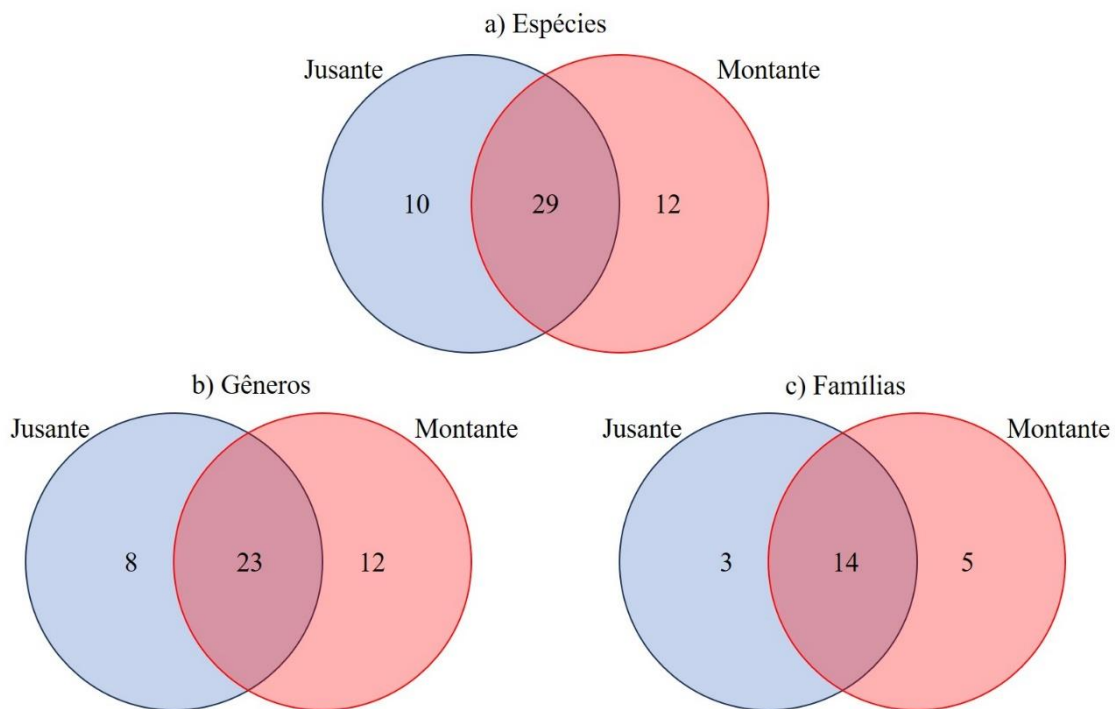 a) Espécies
Jusante
Montante
10
29
12
b) Gêneros
Jusante
Montante
8
23
12
c) Famílias
Jusante
Montante
3
14
5